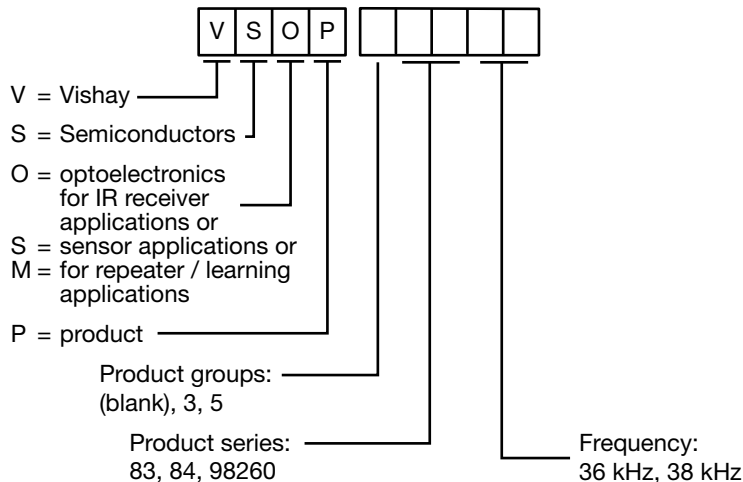 V S O P
V = Vishay
S = Semiconductors
O = optoelectronics
for IR receiver
applications or
S = sensor applications or
M = for repeater / learning
applications
P = product
Product groups:
(blank), 3, 5
Product series:
83, 84, 98260
Frequency:
36 kHz, 38 kHz